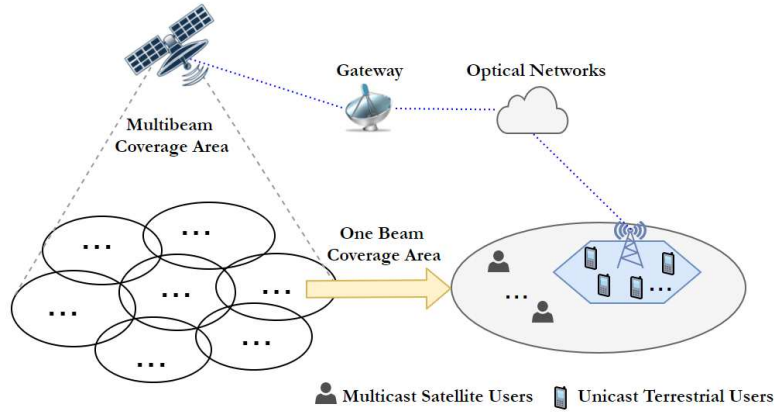 Gateway
Optical Networks
Multibeam
Coverage Area
One Beam
Coverage Area
...
...
...
...
...
...
...
...
...
Multicast Satellite Users
Unicast Terrestrial Users